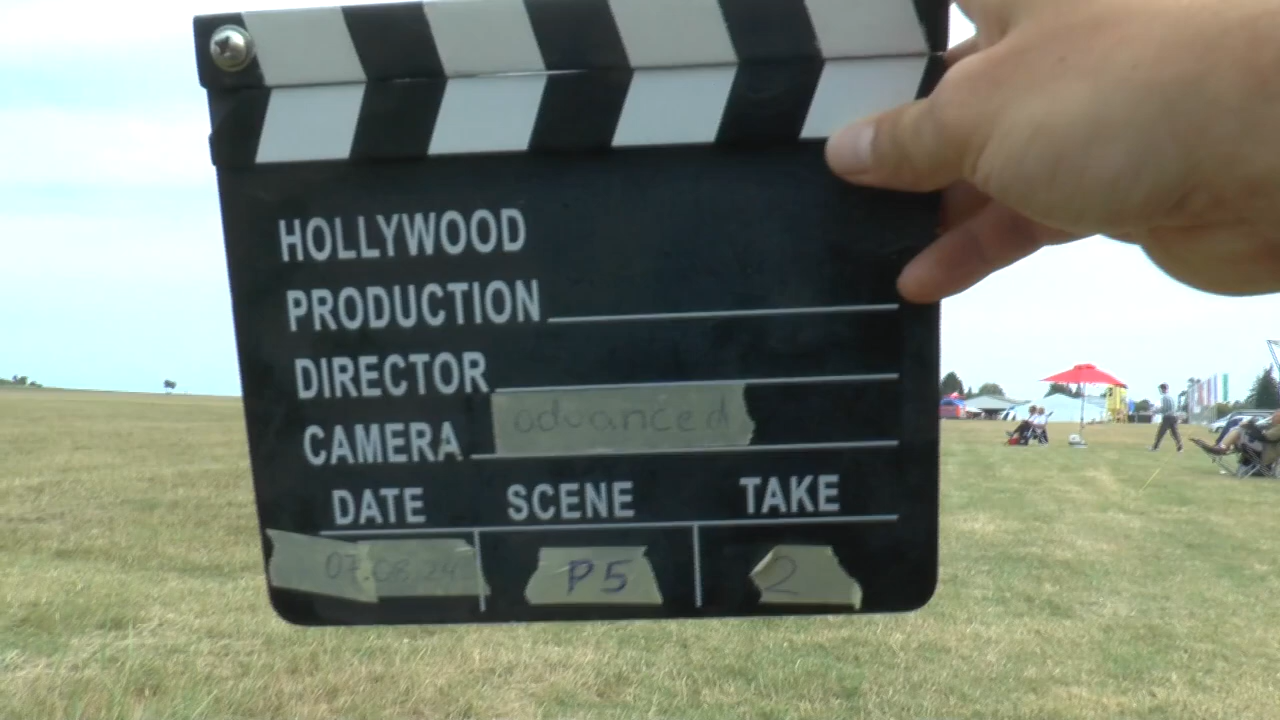 HOLLYWOOD
PRODUCTION
DIRECTOR
CAMERA advanced
DATE SCENE TAKE
07.08.24 P5 2